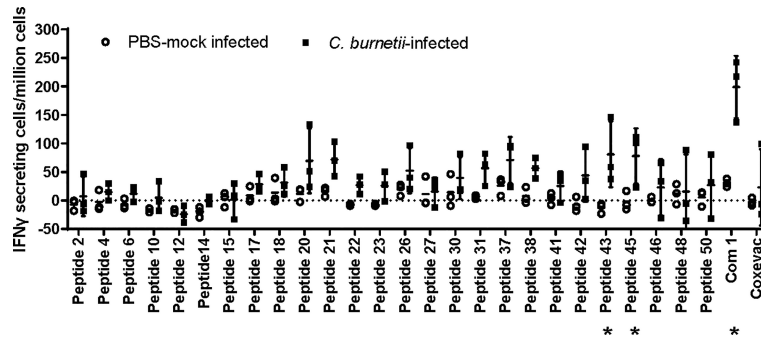 IFNγ secreting cells/million cells
300
250
200
150
100
50
0
-50
PBS-mock infected
C. burnetii-infected
Peptide 2
Peptide 4
Peptide 6
Peptide 10
Peptide 12
Peptide14
Peptide 15
Peptide 17
Peptide 18
Peptide 20
Peptide 21
Peptide 22
Peptide 23
Peptide 26
Peptide 27
Peptide 30
Peptide 31
Peptide 37
Peptide 38
Peptide 41
Peptide 42
Peptide 43
Peptide 45
Peptide 46
Peptide 48
Peptide 50
Com 1
Coxevac
* * *